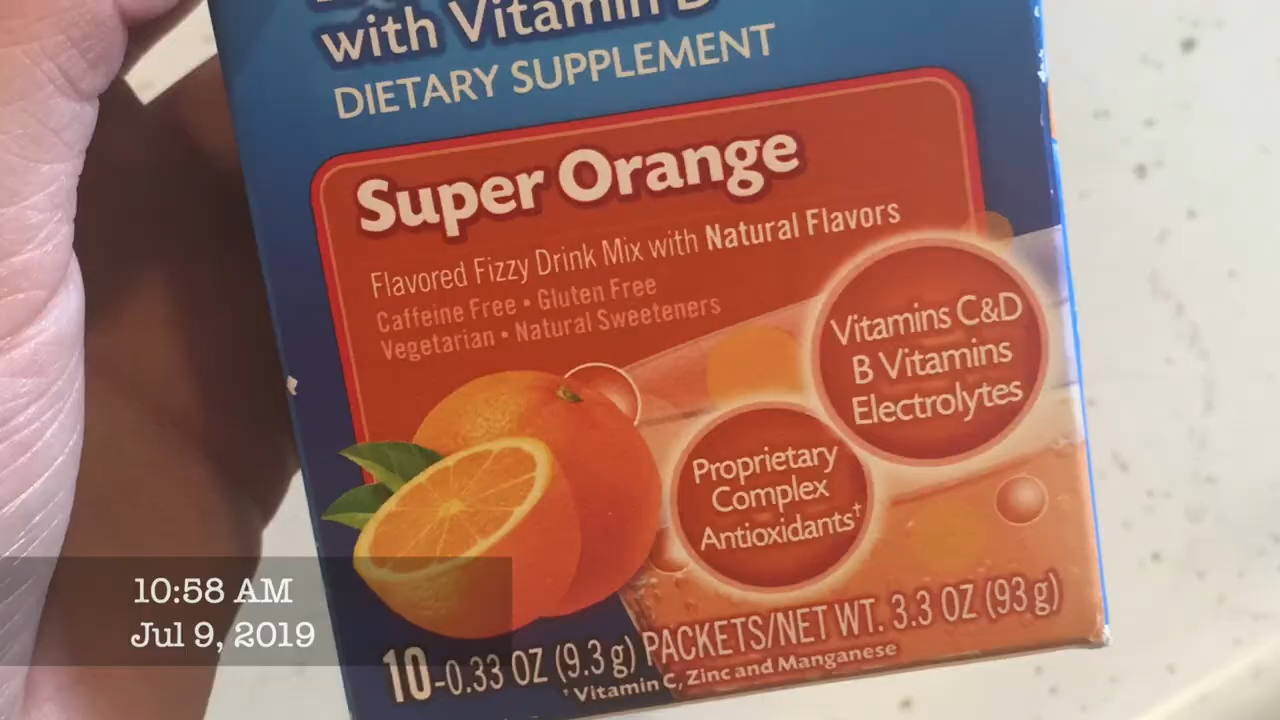 with Vitamin D
DIETARY SUPPLEMENT
Super Orange
Flavored Fizzy Drink Mix with Natural Flavors
Caffeine Free • Gluten Free
Vegetarian • Natural Sweeteners
Vitamins C&D
B Vitamins
Electrolytes
Proprietary
Complex
Antioxidants†
10-0.33 OZ (9.3 g) PACKETS/NET WT. 3.3 OZ (93 g)
†Vitamin C, Zinc and Manganese
10:58 AM
Jul 9, 2019